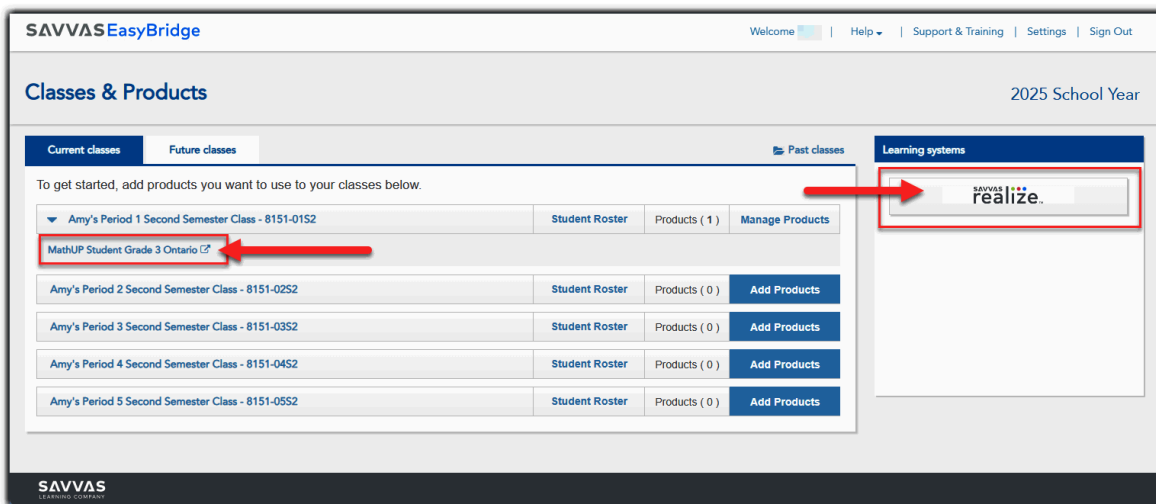 SAVVAS EasyBridge
Welcome | Help | Support & Training | Settings | Sign Out
Classes & Products
2025 School Year
Current classes
Future classes
Past classes
Learning systems
To get started, add products you want to use to your classes below.
SAVVAS realize™
Amy's Period 1 Second Semester Class - 8151-01S2 Student Roster Products ( 1 ) Manage Products
MathUP Student Grade 3 Ontario
Amy's Period 2 Second Semester Class - 8151-02S2 Student Roster Products ( 0 ) Add Products
Amy's Period 3 Second Semester Class - 8151-03S2 Student Roster Products ( 0 ) Add Products
Amy's Period 4 Second Semester Class - 8151-04S2 Student Roster Products ( 0 ) Add Products
Amy's Period 5 Second Semester Class - 8151-05S2 Student Roster Products ( 0 ) Add Products
SAVVAS
LEARNING COMPANY